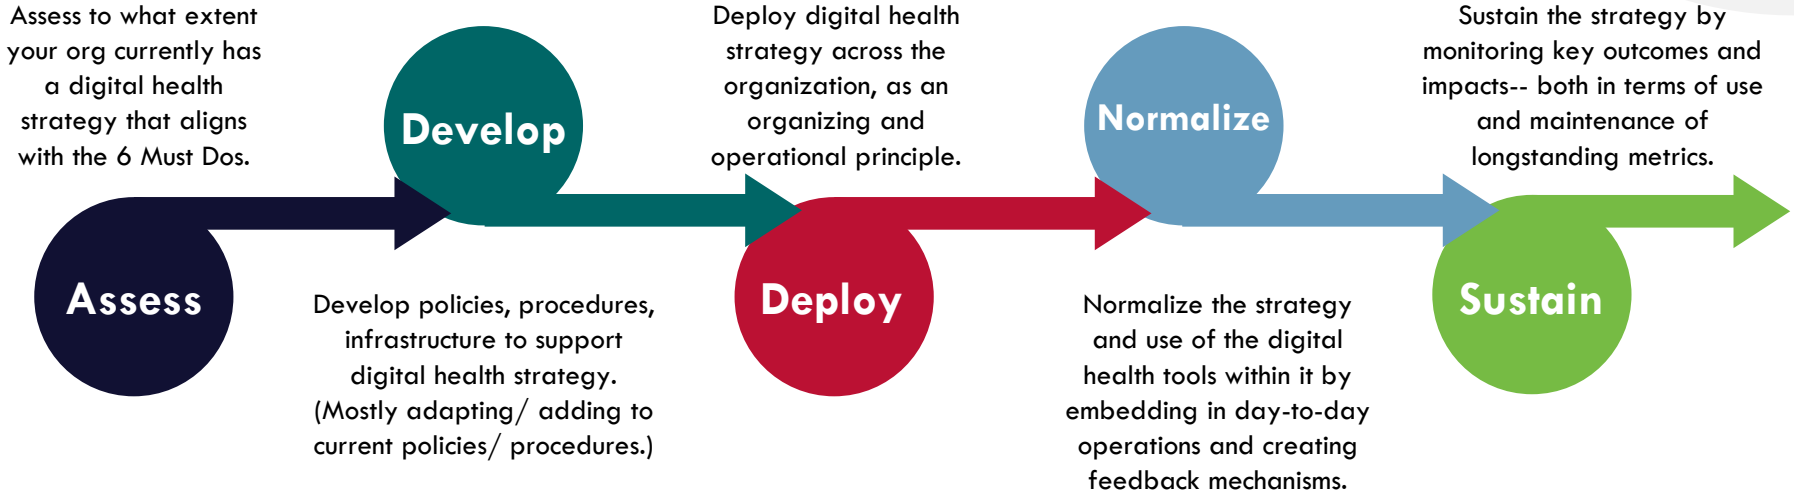 Assess to what extent
your org currently has
a digital health
strategy that aligns
with the 6 Must Dos.
Assess
Develop
Develop policies, procedures,
infrastructure to support
digital health strategy.
(Mostly adapting/ adding to
current policies/ procedures.)
Deploy digital health
strategy across the
organization, as an
organizing and
operational principle.
Deploy
Normalize
Normalize the strategy
and use of the digital
health tools within it by
embedding in day-to-day
operations and creating
feedback mechanisms.
Sustain the strategy by
monitoring key outcomes and
impacts-- both in terms of use
and maintenance of
longstanding metrics.
Sustain